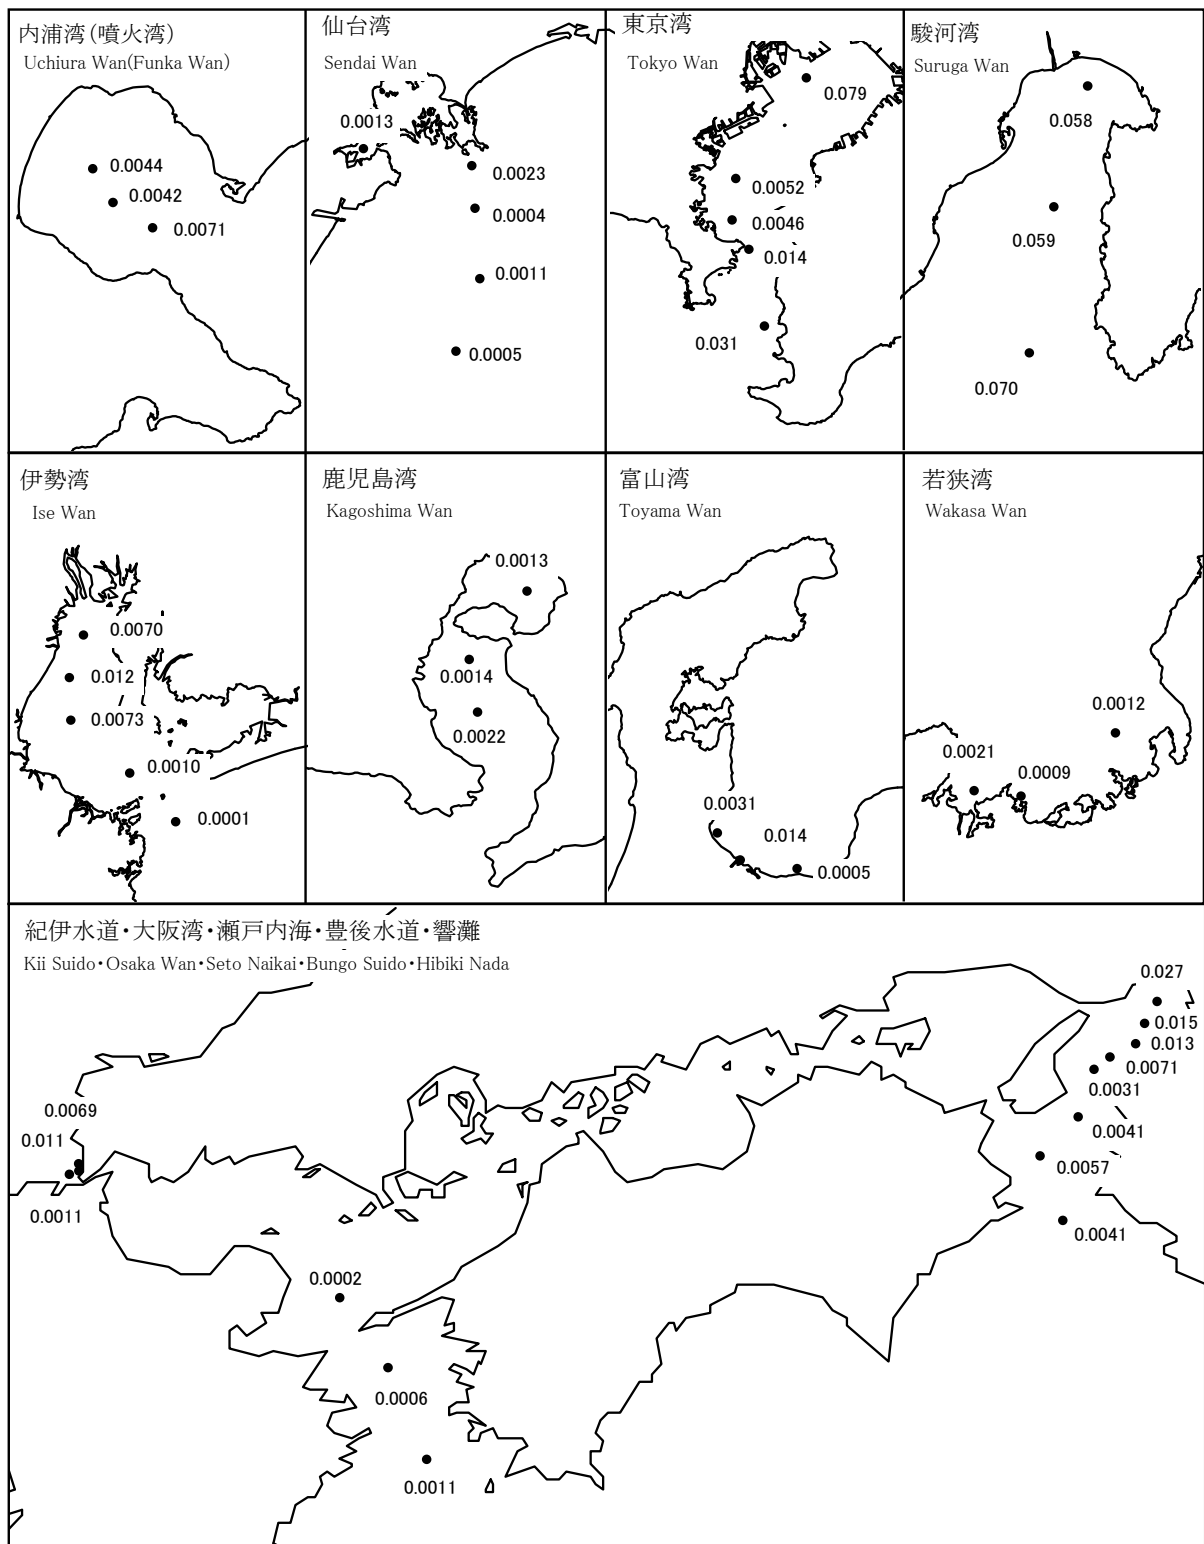 内浦湾(噴火湾)
Uchiura Wan(Funka Wan)
0.0044
0.0042
0.0071
仙台湾
Sendai Wan
0.0013
0.0023
0.0004
0.0011
0.0005
東京湾
Tokyo Wan
0.079
0.0052
0.0046
0.014
0.031
駿河湾
Suruga Wan
0.058
0.059
0.070
伊勢湾
Ise Wan
0.0070
0.012
0.0073
0.0010
0.0001
鹿児島湾
Kagoshima Wan
0.0013
0.0014
0.0022
富山湾
Toyama Wan
0.0031
0.014
0.0005
若狭湾
Wakasa Wan
0.0012
0.0021
0.0009
紀伊水道・大阪湾・瀬戸内海・豊後水道・響灘
Kii Suido・Osaka Wan・Seto Naikai・Bungo Suido・Hibiki Nada
0.027
0.015
0.013
0.0071
0.0031
0.0069
0.0041
0.011
0.0057
0.0011
0.0041
0.0002
0.0006
0.0011